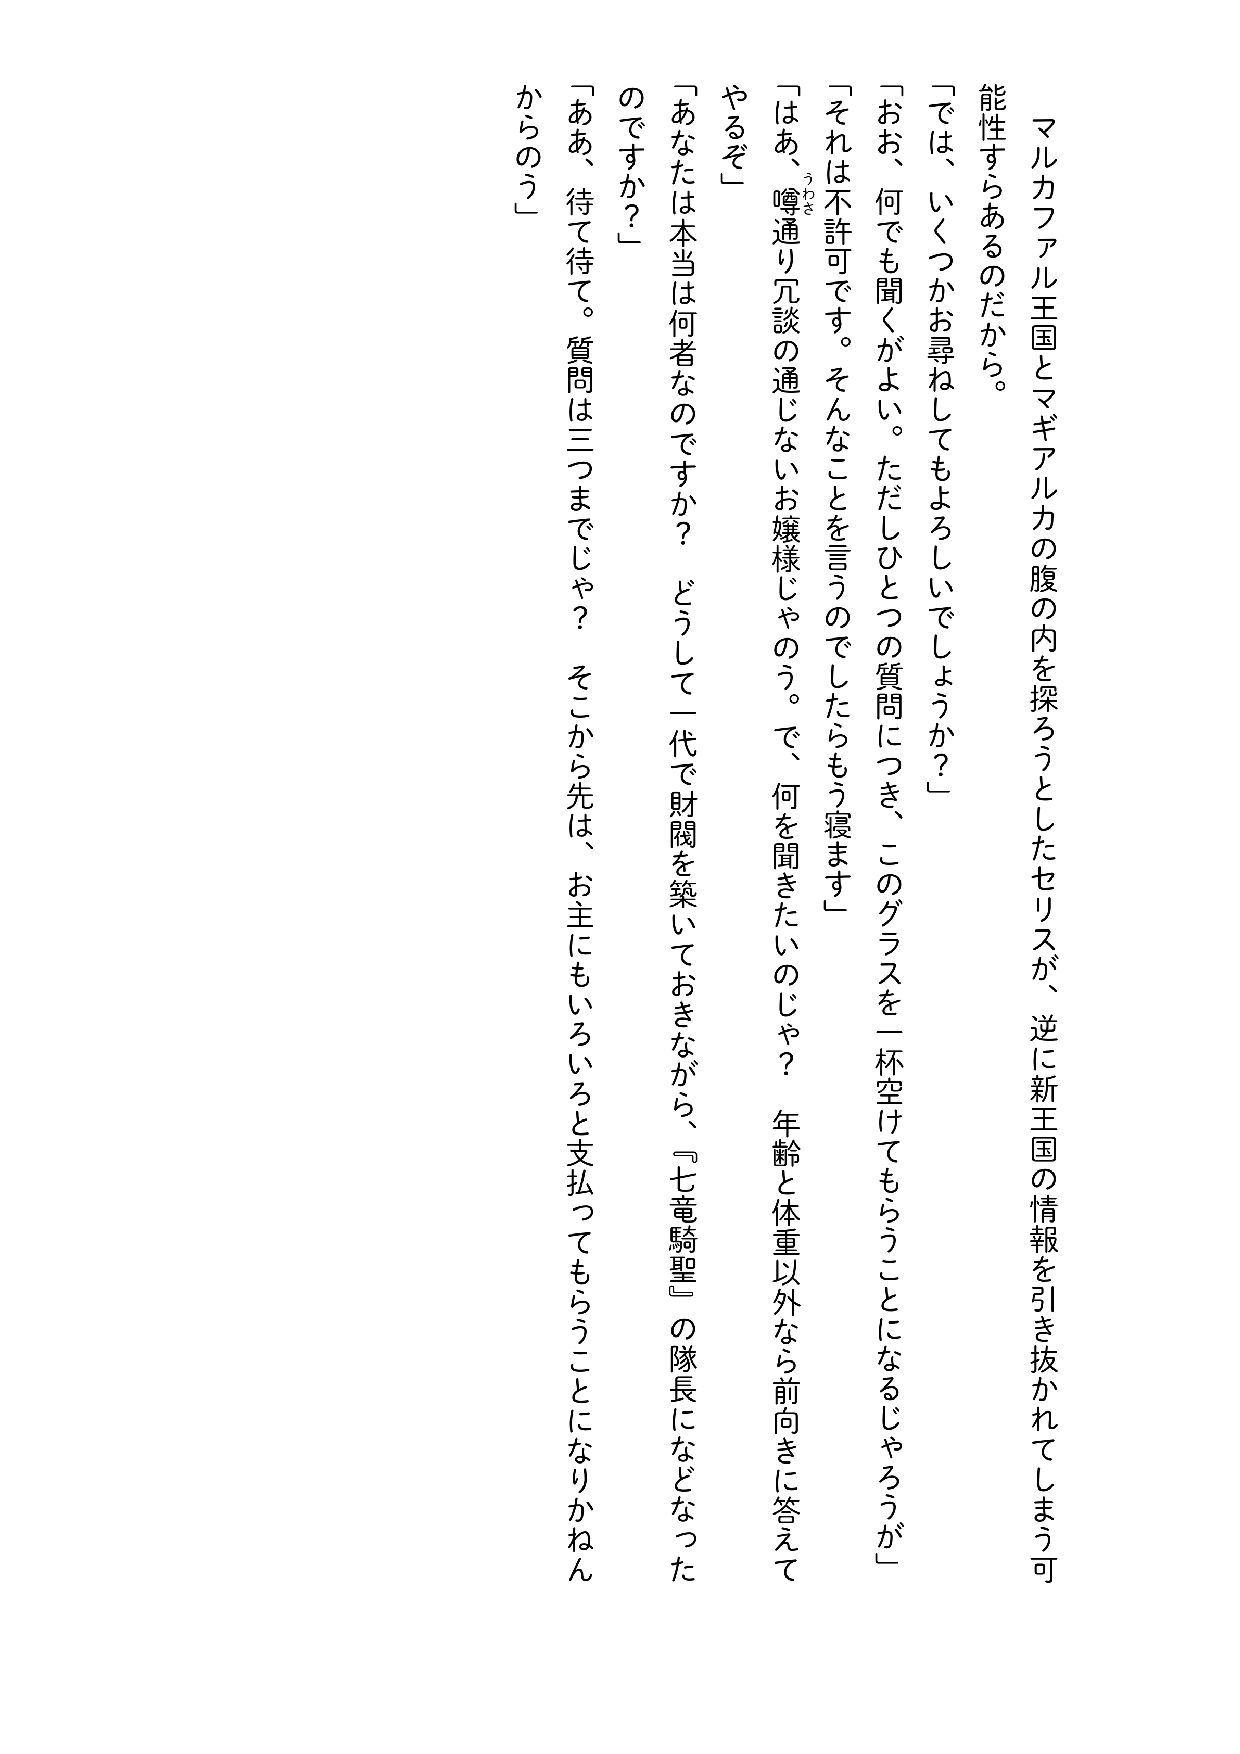 マルカファル王国とマギアルカの腹の内を探ろうとしたセリスが、逆に新王国の情報を引き抜かれてしまう可
能性すらあるのだから。
「では、いくつかお尋ねしてもよろしいでしょうか？」
「おお、何でも聞くがよい。ただしひとつの質問につき、このグラスを一杯空けてもらうことになるじゃろうが」
「それは不許可です。そんなことを言うのでしたらもう寝ます」
「はあ、噂うわさ通り冗談の通じないお嬢様じゃのう。で、何を聞きたいのじゃ？　年齢と体重以外なら前向きに答えて
やるぞ」
「あなたは本当は何者なのですか？　どうして一代で財閥を築いておきながら、『七竜騎聖』の隊長になどなった
のですか？」
「ああ、待て待て。質問は三つまでじゃ？　そこから先は、お主にもいろいろと支払ってもらうことになりかねん
からのう」